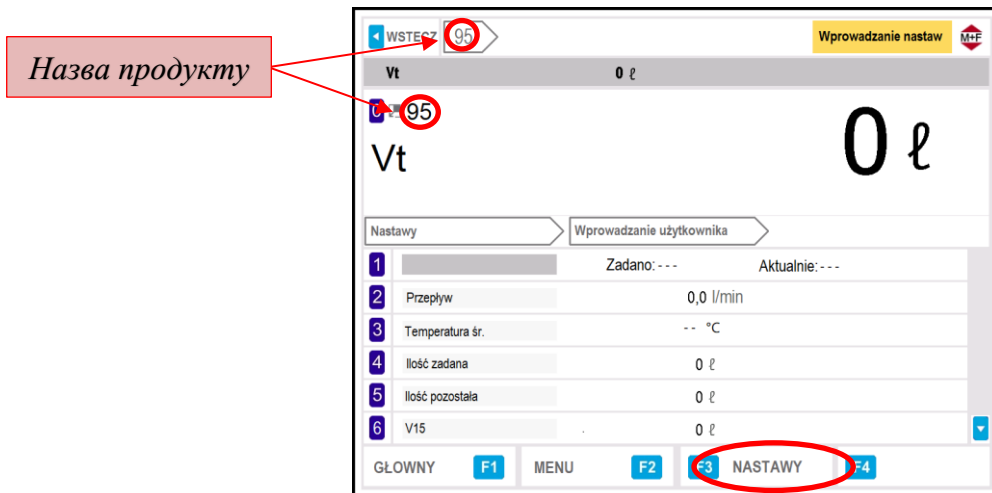 Назва продукту
WSTECZ 95 Wprowadzanie nastaw M+F
Vt 0 ℓ
0 95
Vt 0 ℓ
Nastawy Wprowadzanie użytkownika
1 Zadano: - - - Aktualnie: - - -
2 Przepływ 0,0 l/min
3 Temperatura śr. -- °C
4 Ilość zadana 0 ℓ
5 Ilość pozostała 0 ℓ
6 V15 0 ℓ
GŁOWNY F1 MENU F2 F3 NASTAWY F4